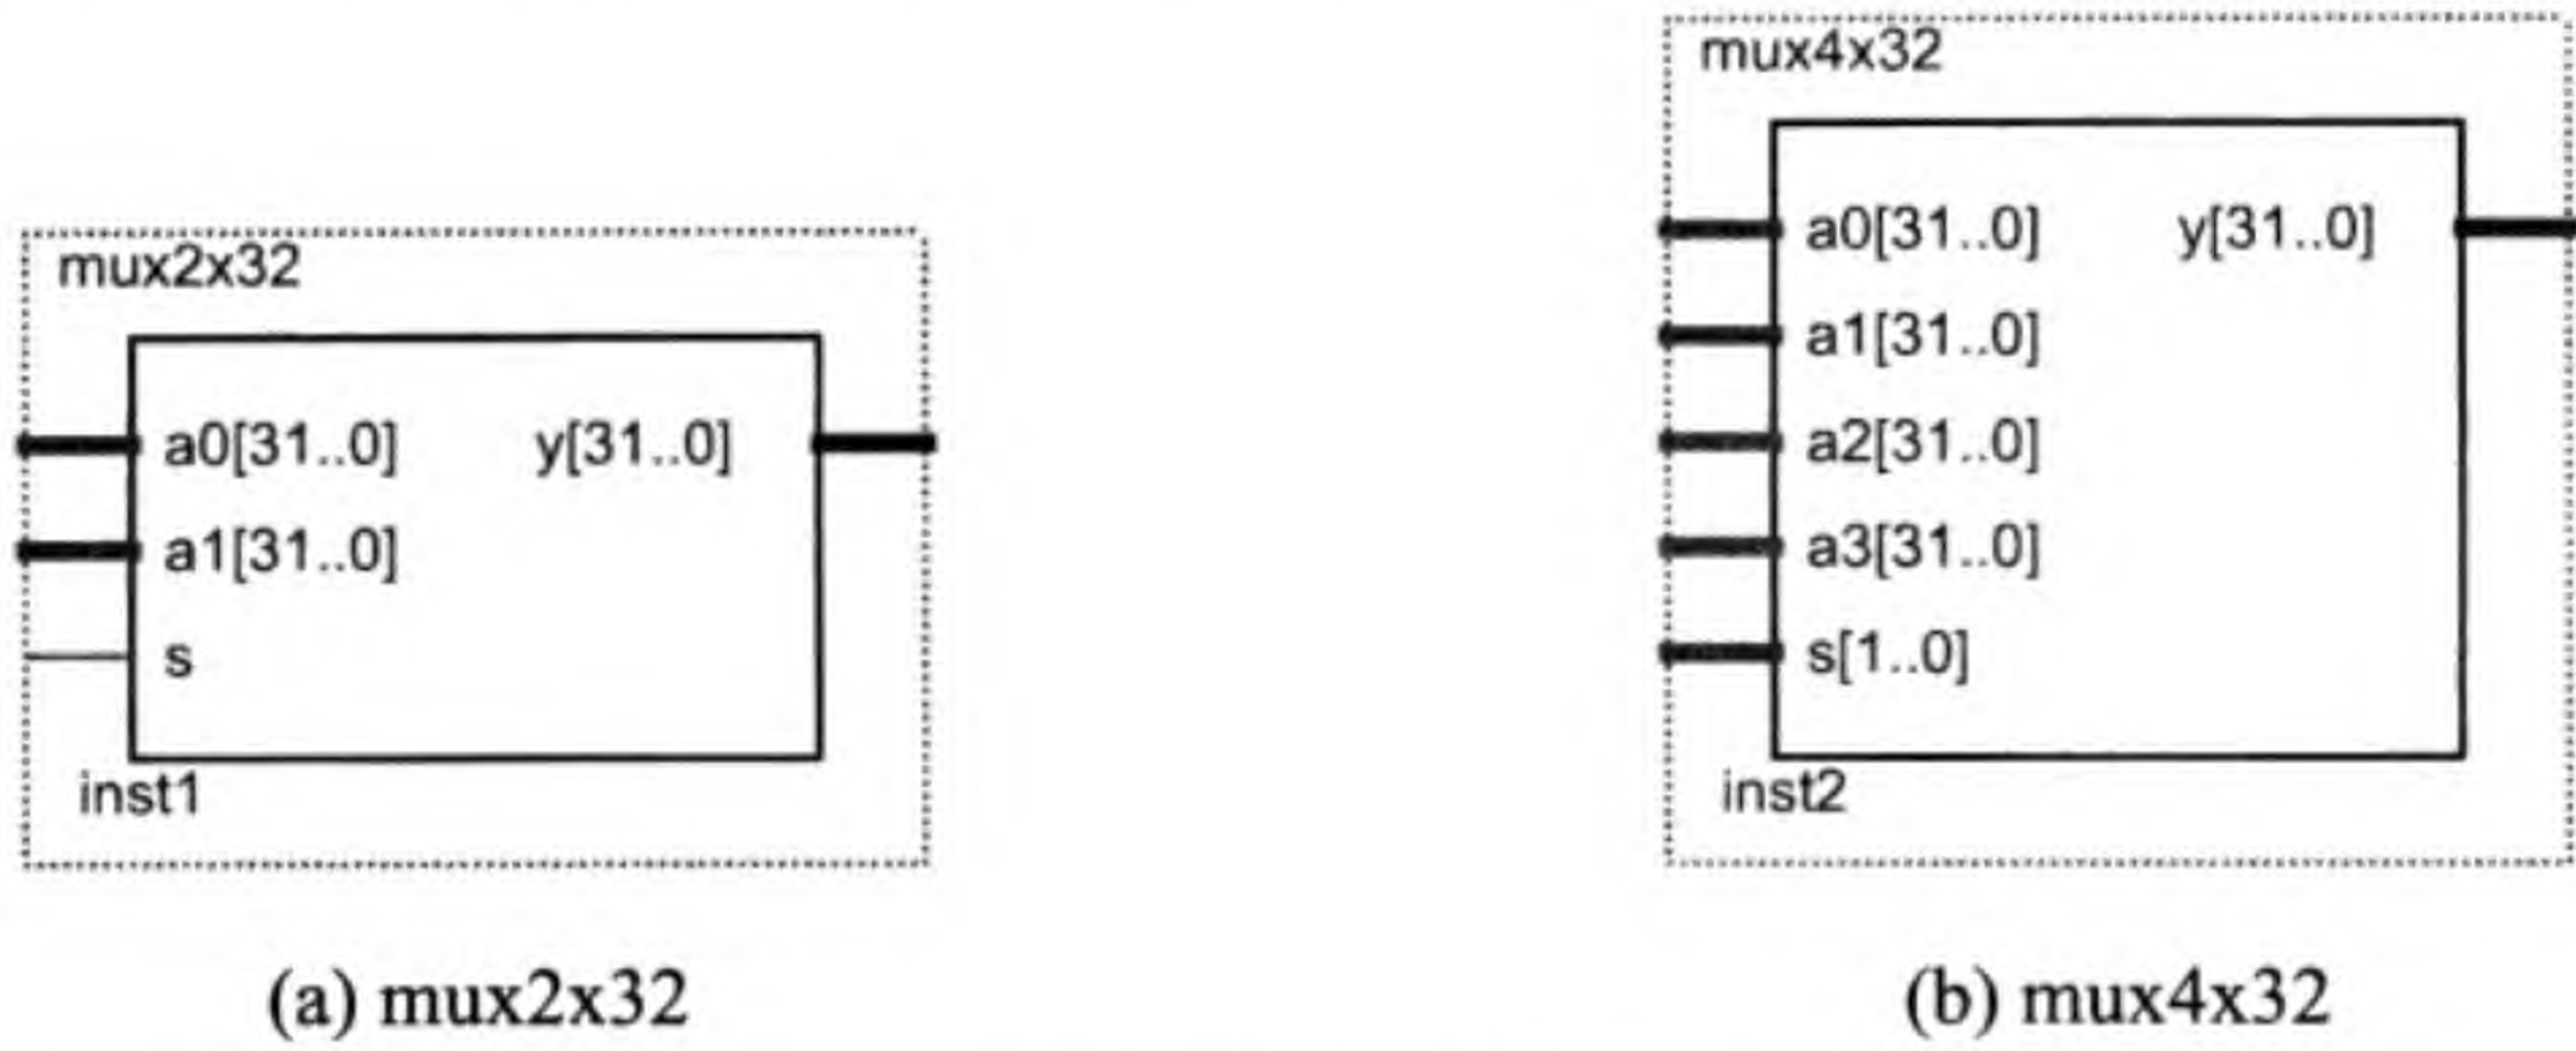 mux2x32
a0[31..0] y[31..0]
a1[31..0]
s
inst1
(a) mux2x32
mux4x32
a0[31..0] y[31..0]
a1[31..0]
a2[31..0]
a3[31..0]
s[1..0]
inst2
(b) mux4x32